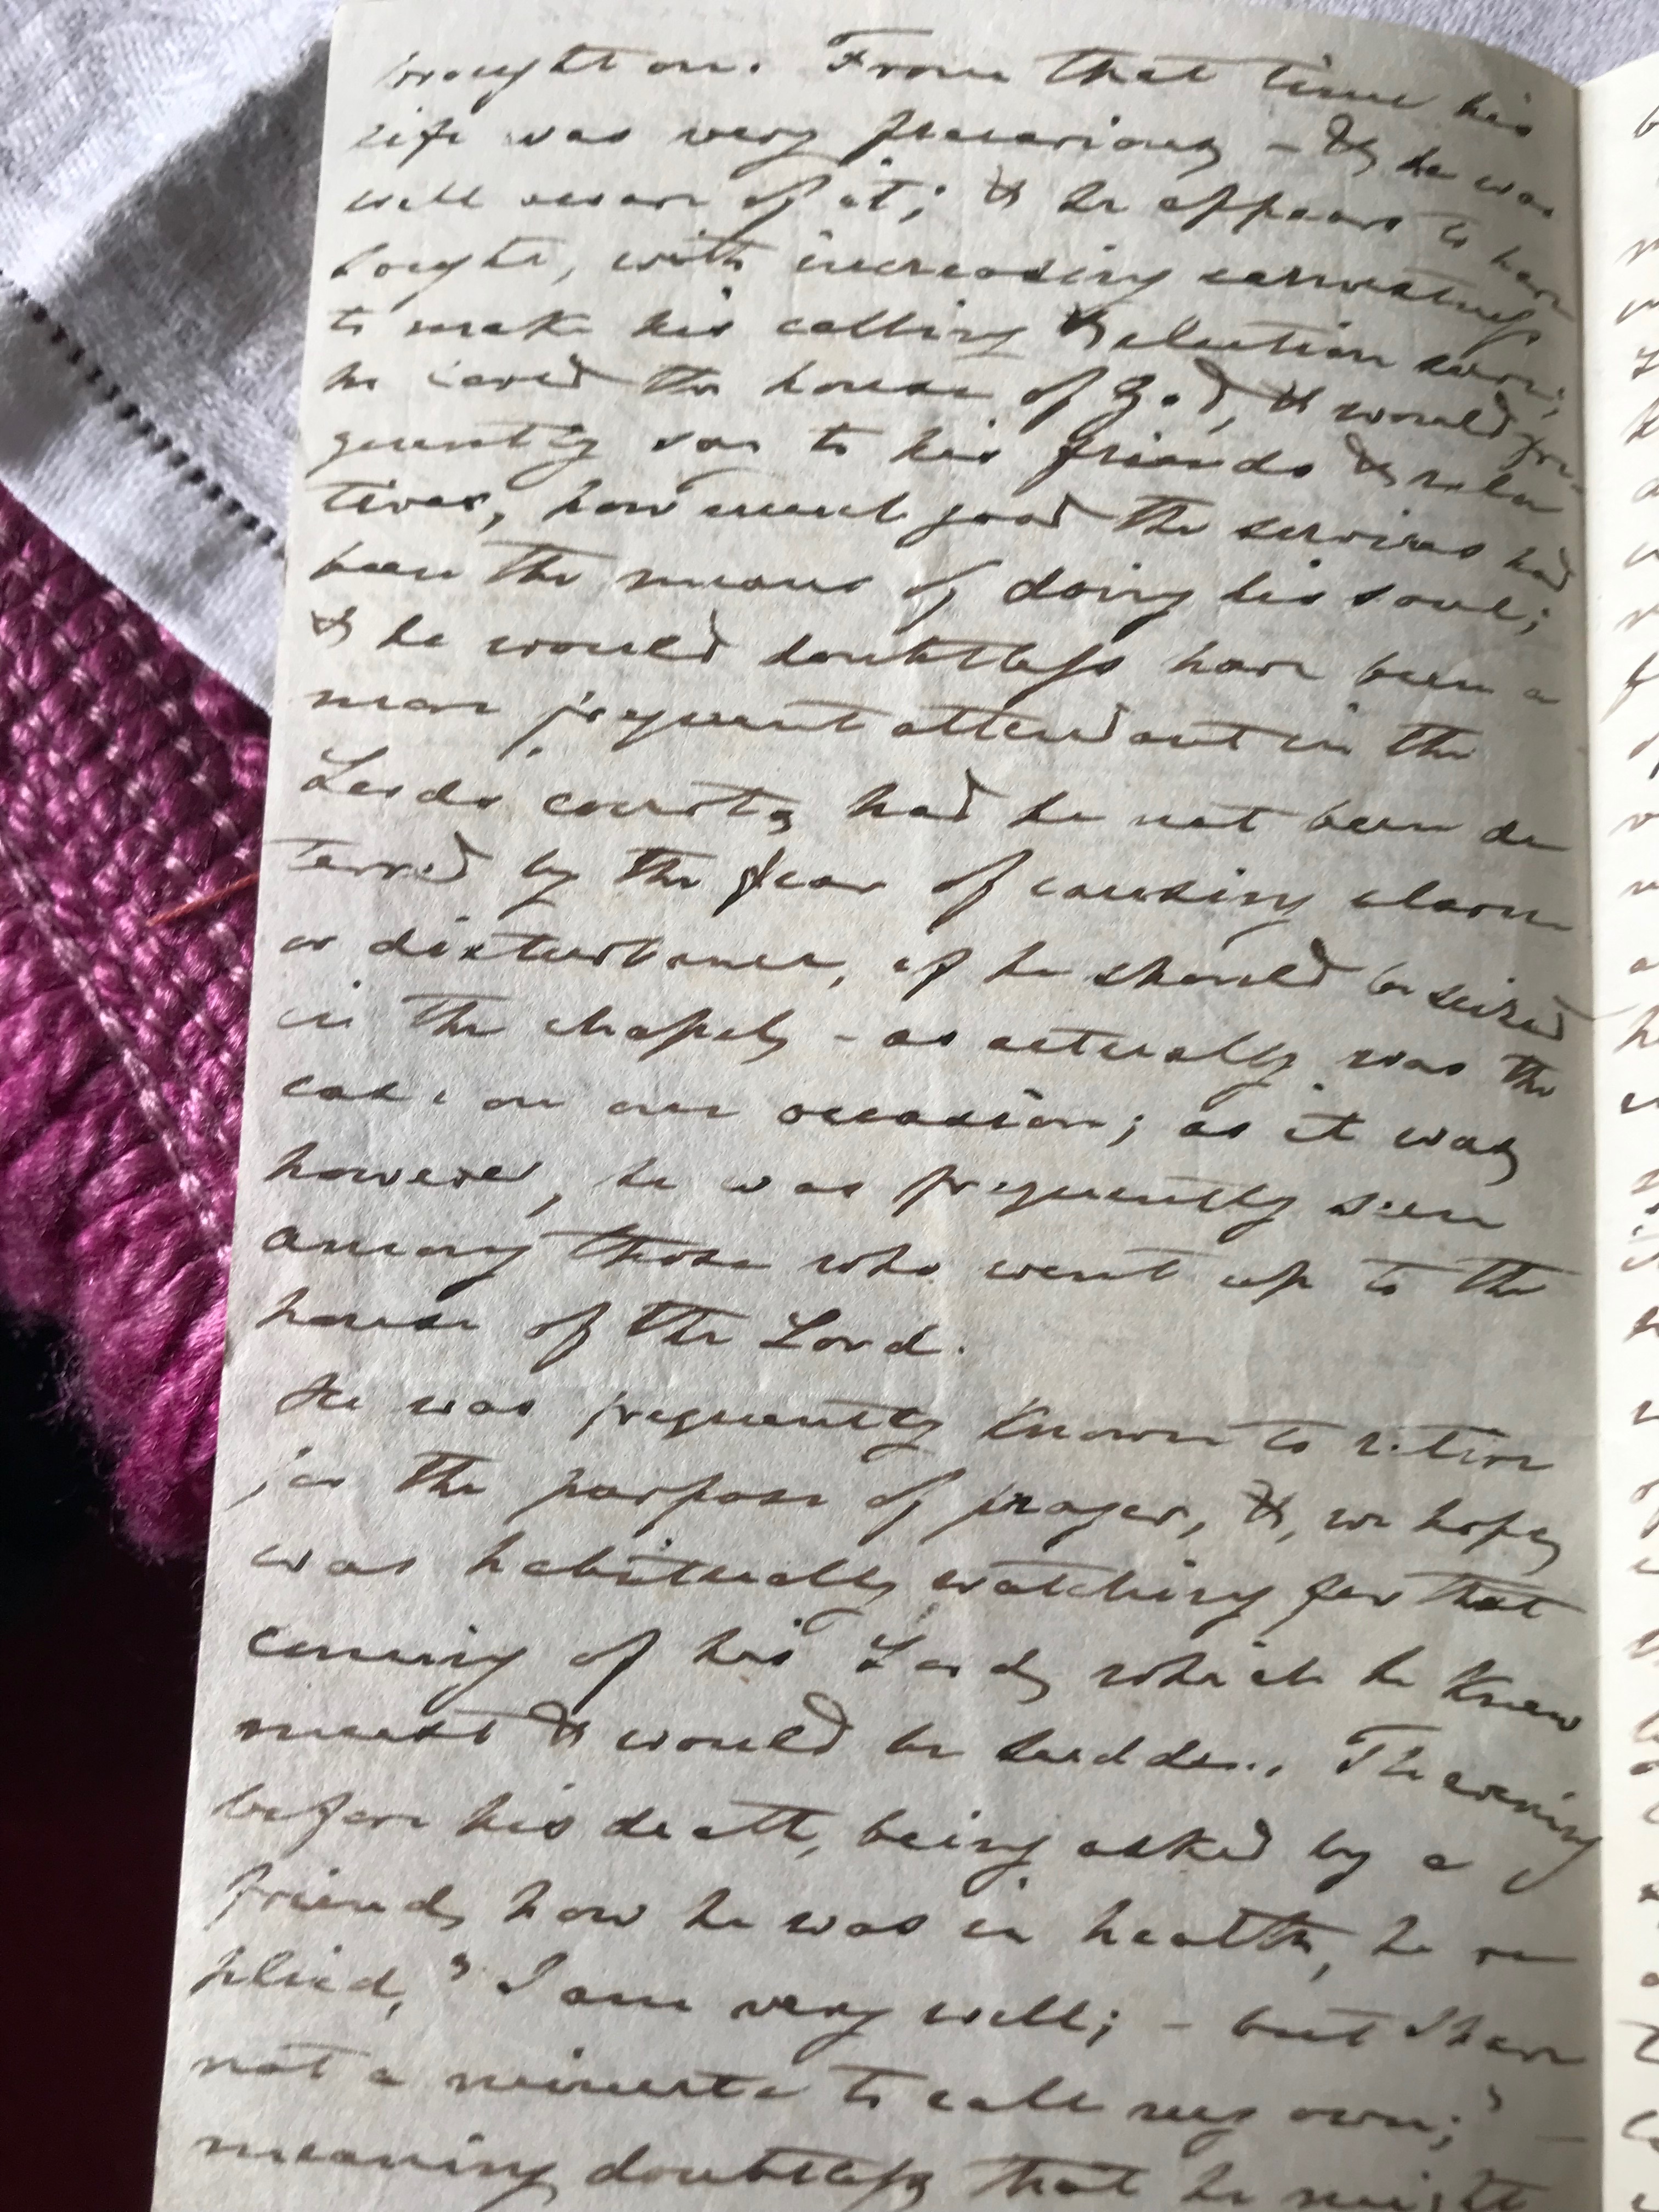 brought on. From that time his
life was very precarious, - & he was
well aware of it; & he appears to have
sought, with increasing earnestness,
to make his calling & election sure;
he loved the house of God, & would fre
quently say to his friends & rela
tives, how much good the services had
been the means of doing his soul;
& he would doubtless have been a
more frequent attendant in the
Lords courts, had he not been de
terred by the fear of causing alarm
or disturbance, if he should be seized
in the chapel, - as actually was the
case on one occasion; as it was,
however, he was frequently seen
among those who went up to the
house of the Lord.
He was frequently known to retire
for the purpose of prayer, &, we hope,
was habitually watching for that
coming of his Lord, which he knew
must & would be sudden. The evening
before his death, being asked by a
friend, how he was in health, he re
plied, "I am very well; - but I have
not a minute to call my own;" -
meaning doubtless, that he might